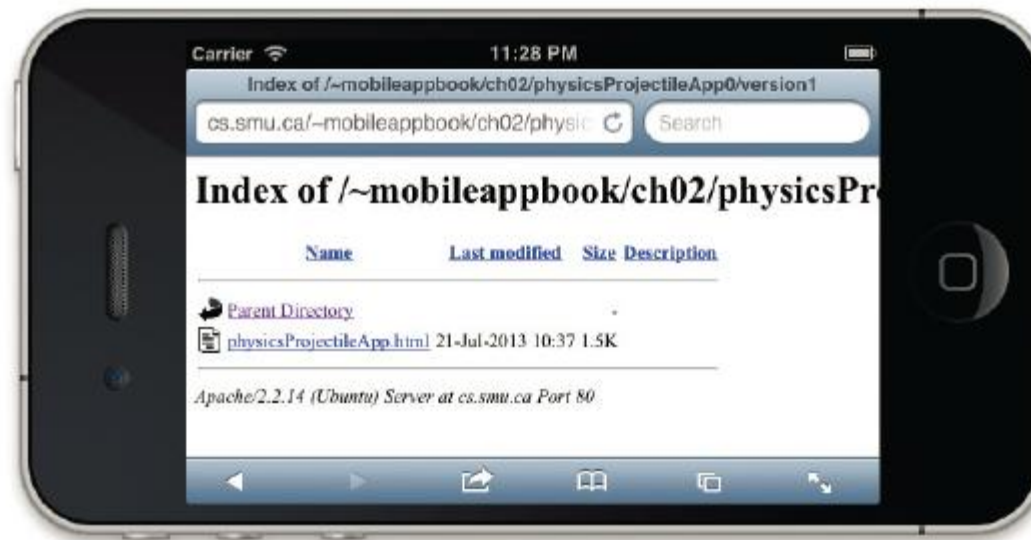 Carrier 11:28 PM
Index of /~mobileappbook/ch02/physicsProjectileApp0/version1
cs.smu.ca/~mobileappbook/ch02/physic Search
Index of /~mobileappbook/ch02/physicsPr
Name Last modified Size Description
Parent Directory -
physicsProjectileApp.html 21-Jul-2013 10:37 1.5K
Apache/2.2.14 (Ubuntu) Server at cs.smu.ca Port 80